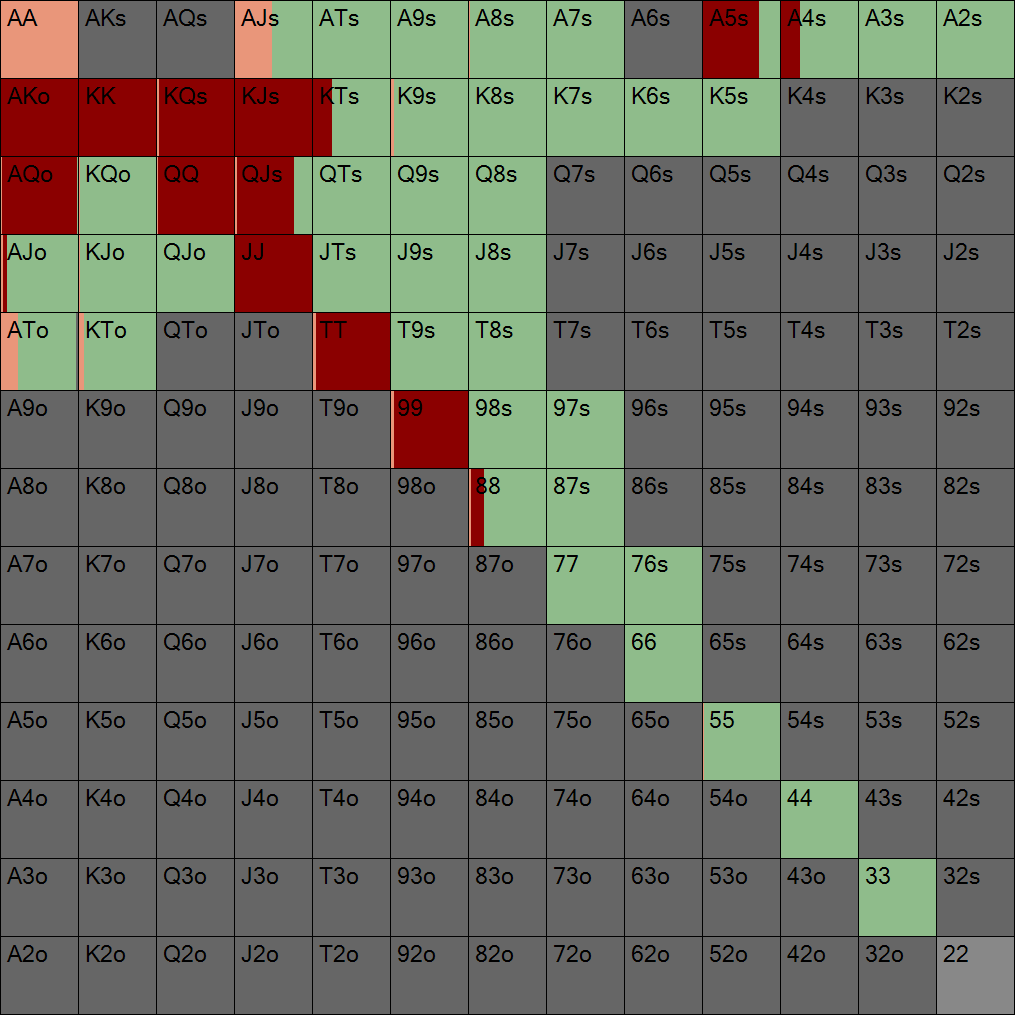 AA AKs AQs AJs ATs A9s A8s A7s A6s A5s A4s A3s A2s
AKo KK KQs KJs KTs K9s K8s K7s K6s K5s K4s K3s K2s
AQo KQo QQ QJs QTs Q9s Q8s Q7s Q6s Q5s Q4s Q3s Q2s
AJo KJo QJo JJ JTs J9s J8s J7s J6s J5s J4s J3s J2s
ATo KTo QTo JTo TT T9s T8s T7s T6s T5s T4s T3s T2s
A9o K9o Q9o J9o T9o 99 98s 97s 96s 95s 94s 93s 92s
A8o K8o Q8o J8o T8o 98o 88 87s 86s 85s 84s 83s 82s
A7o K7o Q7o J7o T7o 97o 87o 77 76s 75s 74s 73s 72s
A6o K6o Q6o J6o T6o 96o 86o 76o 66 65s 64s 63s 62s
A5o K5o Q5o J5o T5o 95o 85o 75o 65o 55 54s 53s 52s
A4o K4o Q4o J4o T4o 94o 84o 74o 64o 54o 44 43s 42s
A3o K3o Q3o J3o T3o 93o 83o 73o 63o 53o 43o 33 32s
A2o K2o Q2o J2o T2o 92o 82o 72o 62o 52o 42o 32o 22